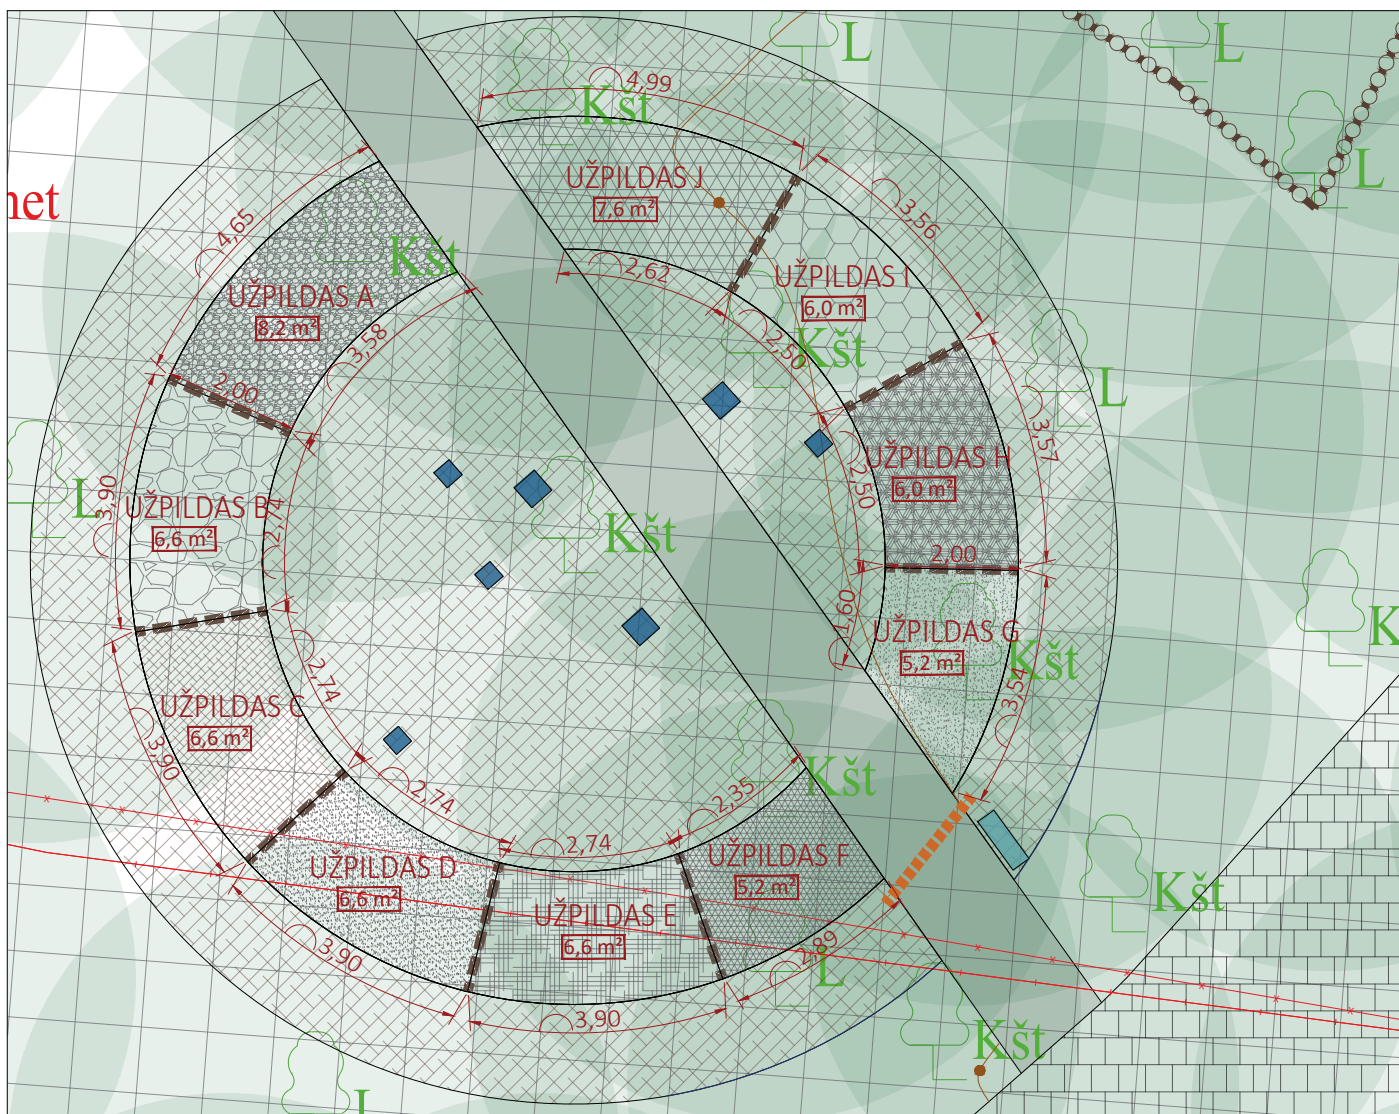 L
L
4,99
Kšt
UŽPILDAS J
7,6 m²
L
net
3,56
4,65
Kšt
2,62
UŽPILDAS I
6,0 m²
UŽPILDAS A
8,2 m²
3,58
2,50
Kšt
2,00
L
3,57
UŽPILDAS H
6,0 m²
2,50
3,90
L
UŽPILDAS B
6,6 m²
2,74
Kšt
2,00
1,60
UŽPILDAS G
5,2 m²
Kšt
K
3,54
2,74
UŽPILDAS C
6,6 m²
3,90
Kšt
2,74
2,35
2,74
UŽPILDAS F
5,2 m²
UŽPILDAS D
6,6 m²
Kšt
UŽPILDAS E
6,6 m²
3,90
2,89
L
3,90
Kšt
L